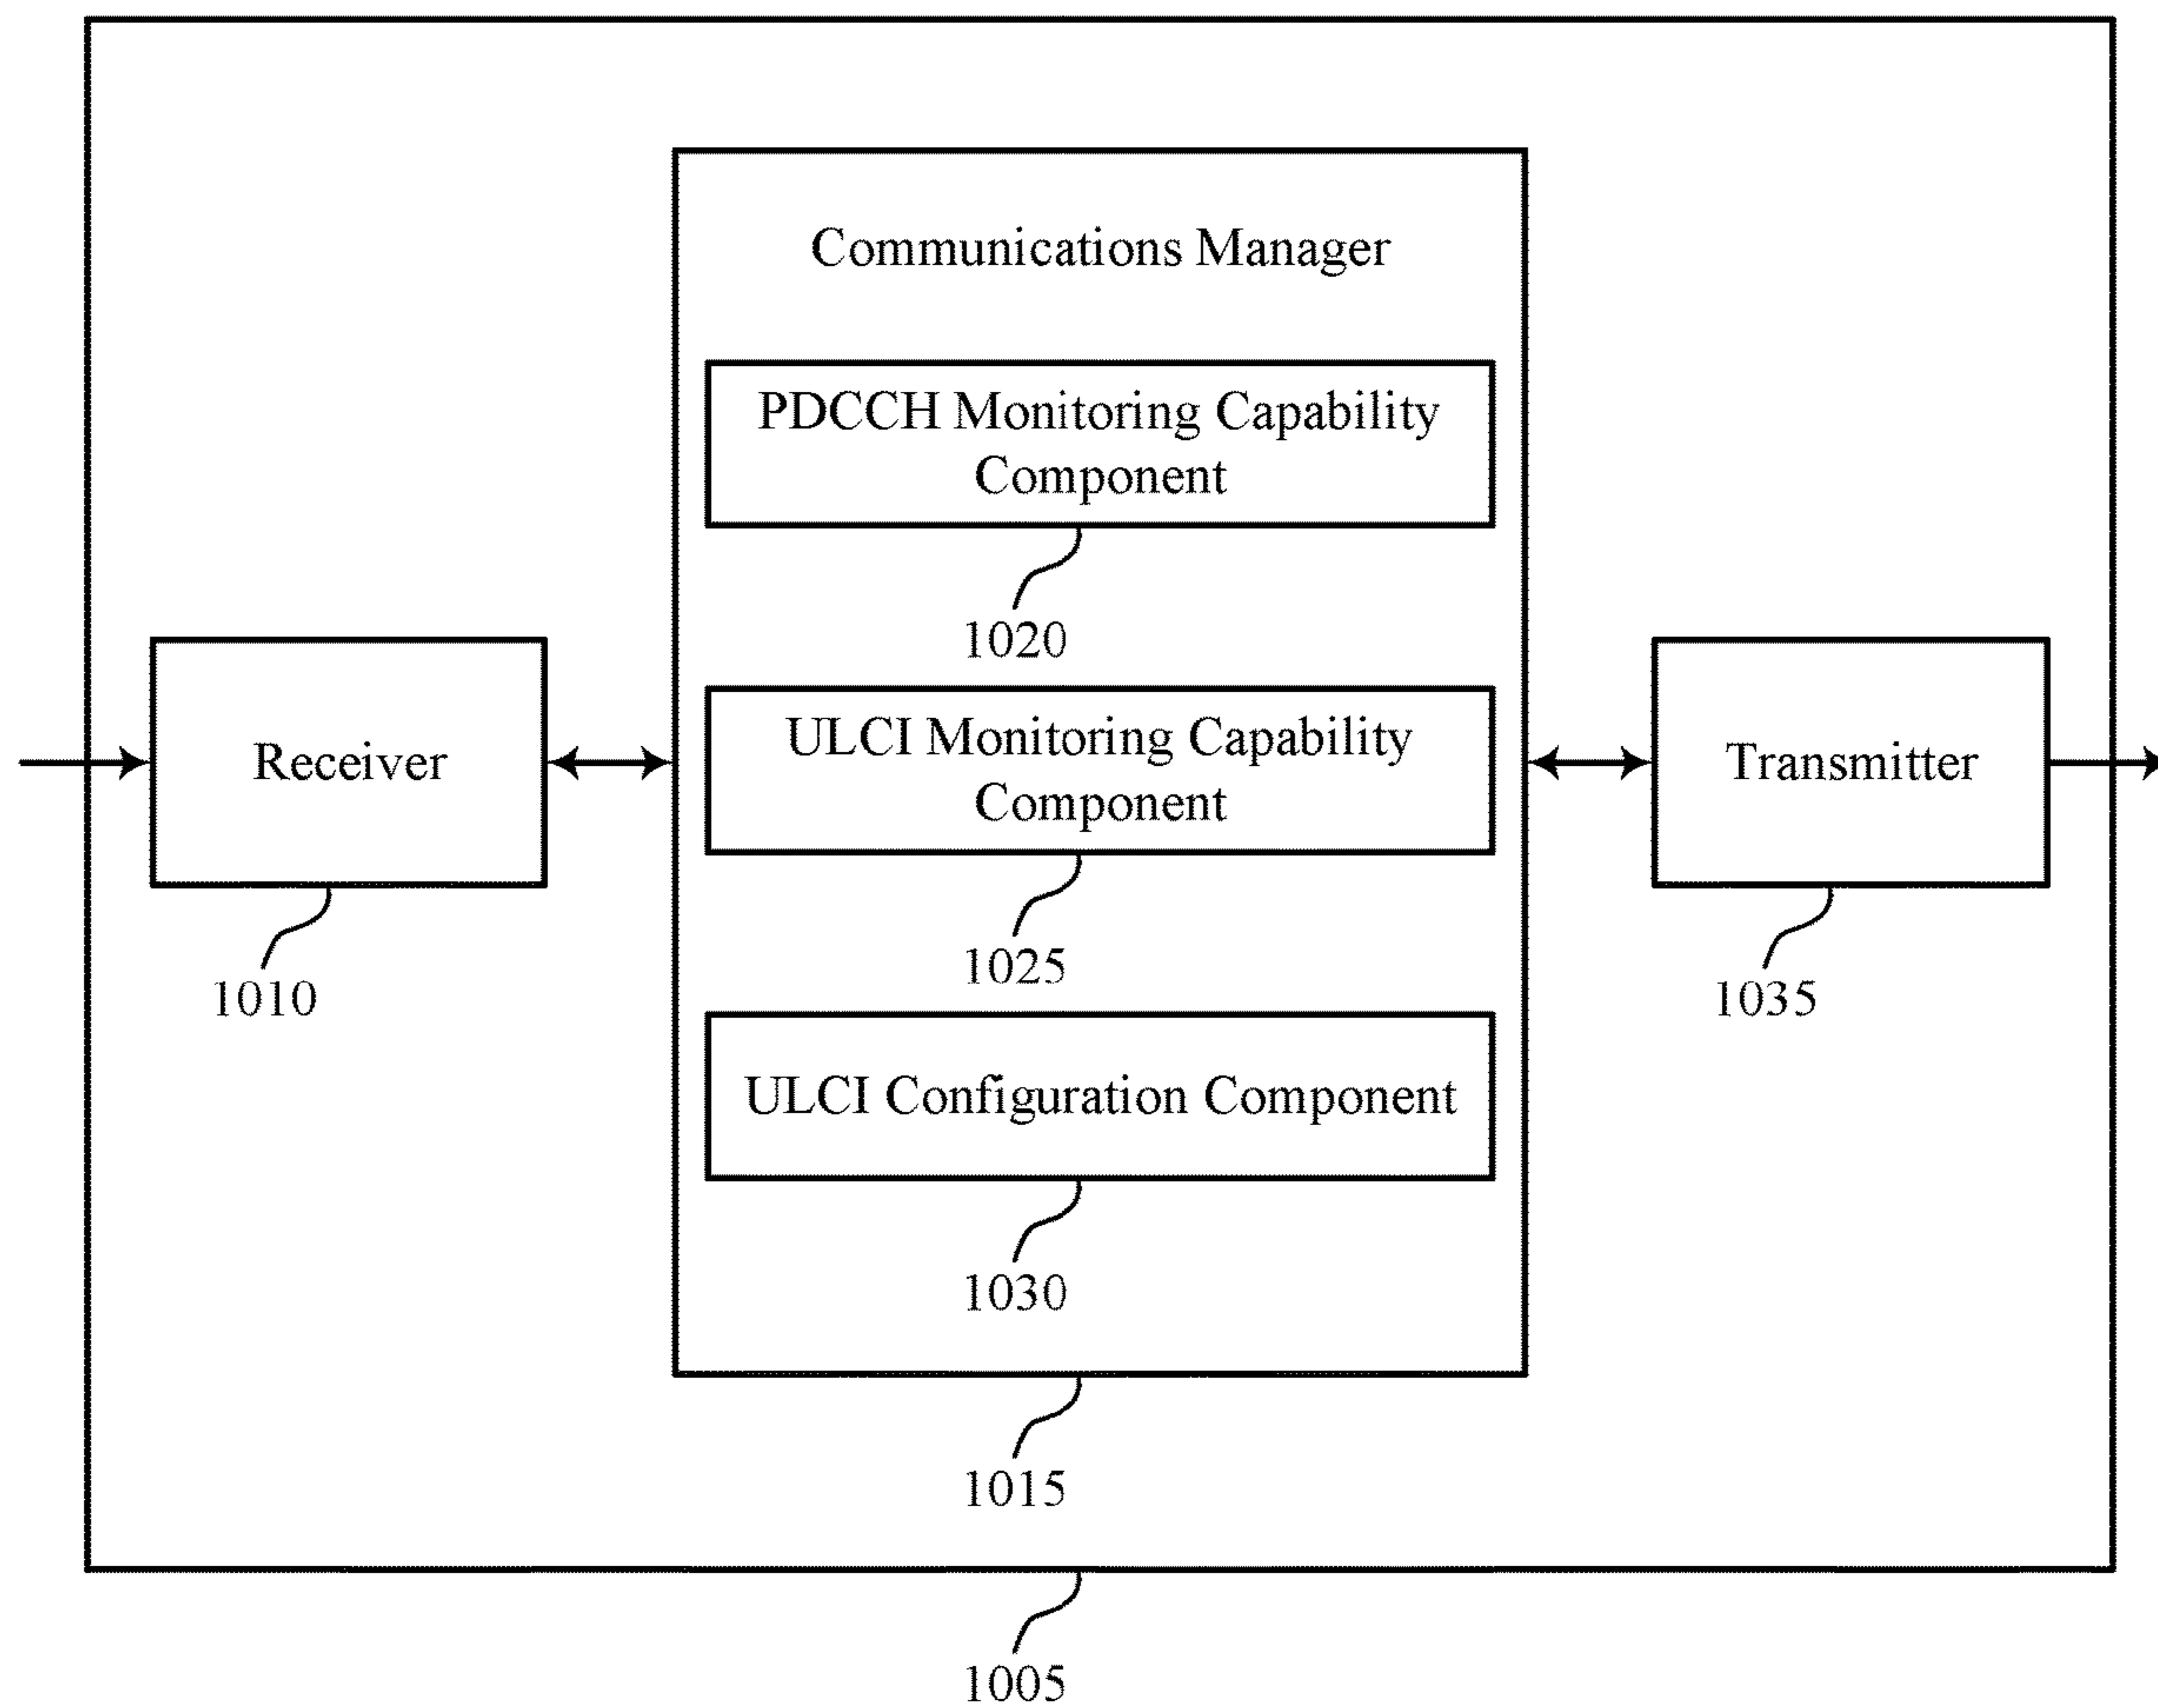 Communications Manager
PDCCH Monitoring Capability
Component
1020
Receiver
1010
ULCI Monitoring Capability
Component
1025
Transmitter
1035
ULCI Configuration Component
1030
1015
1005